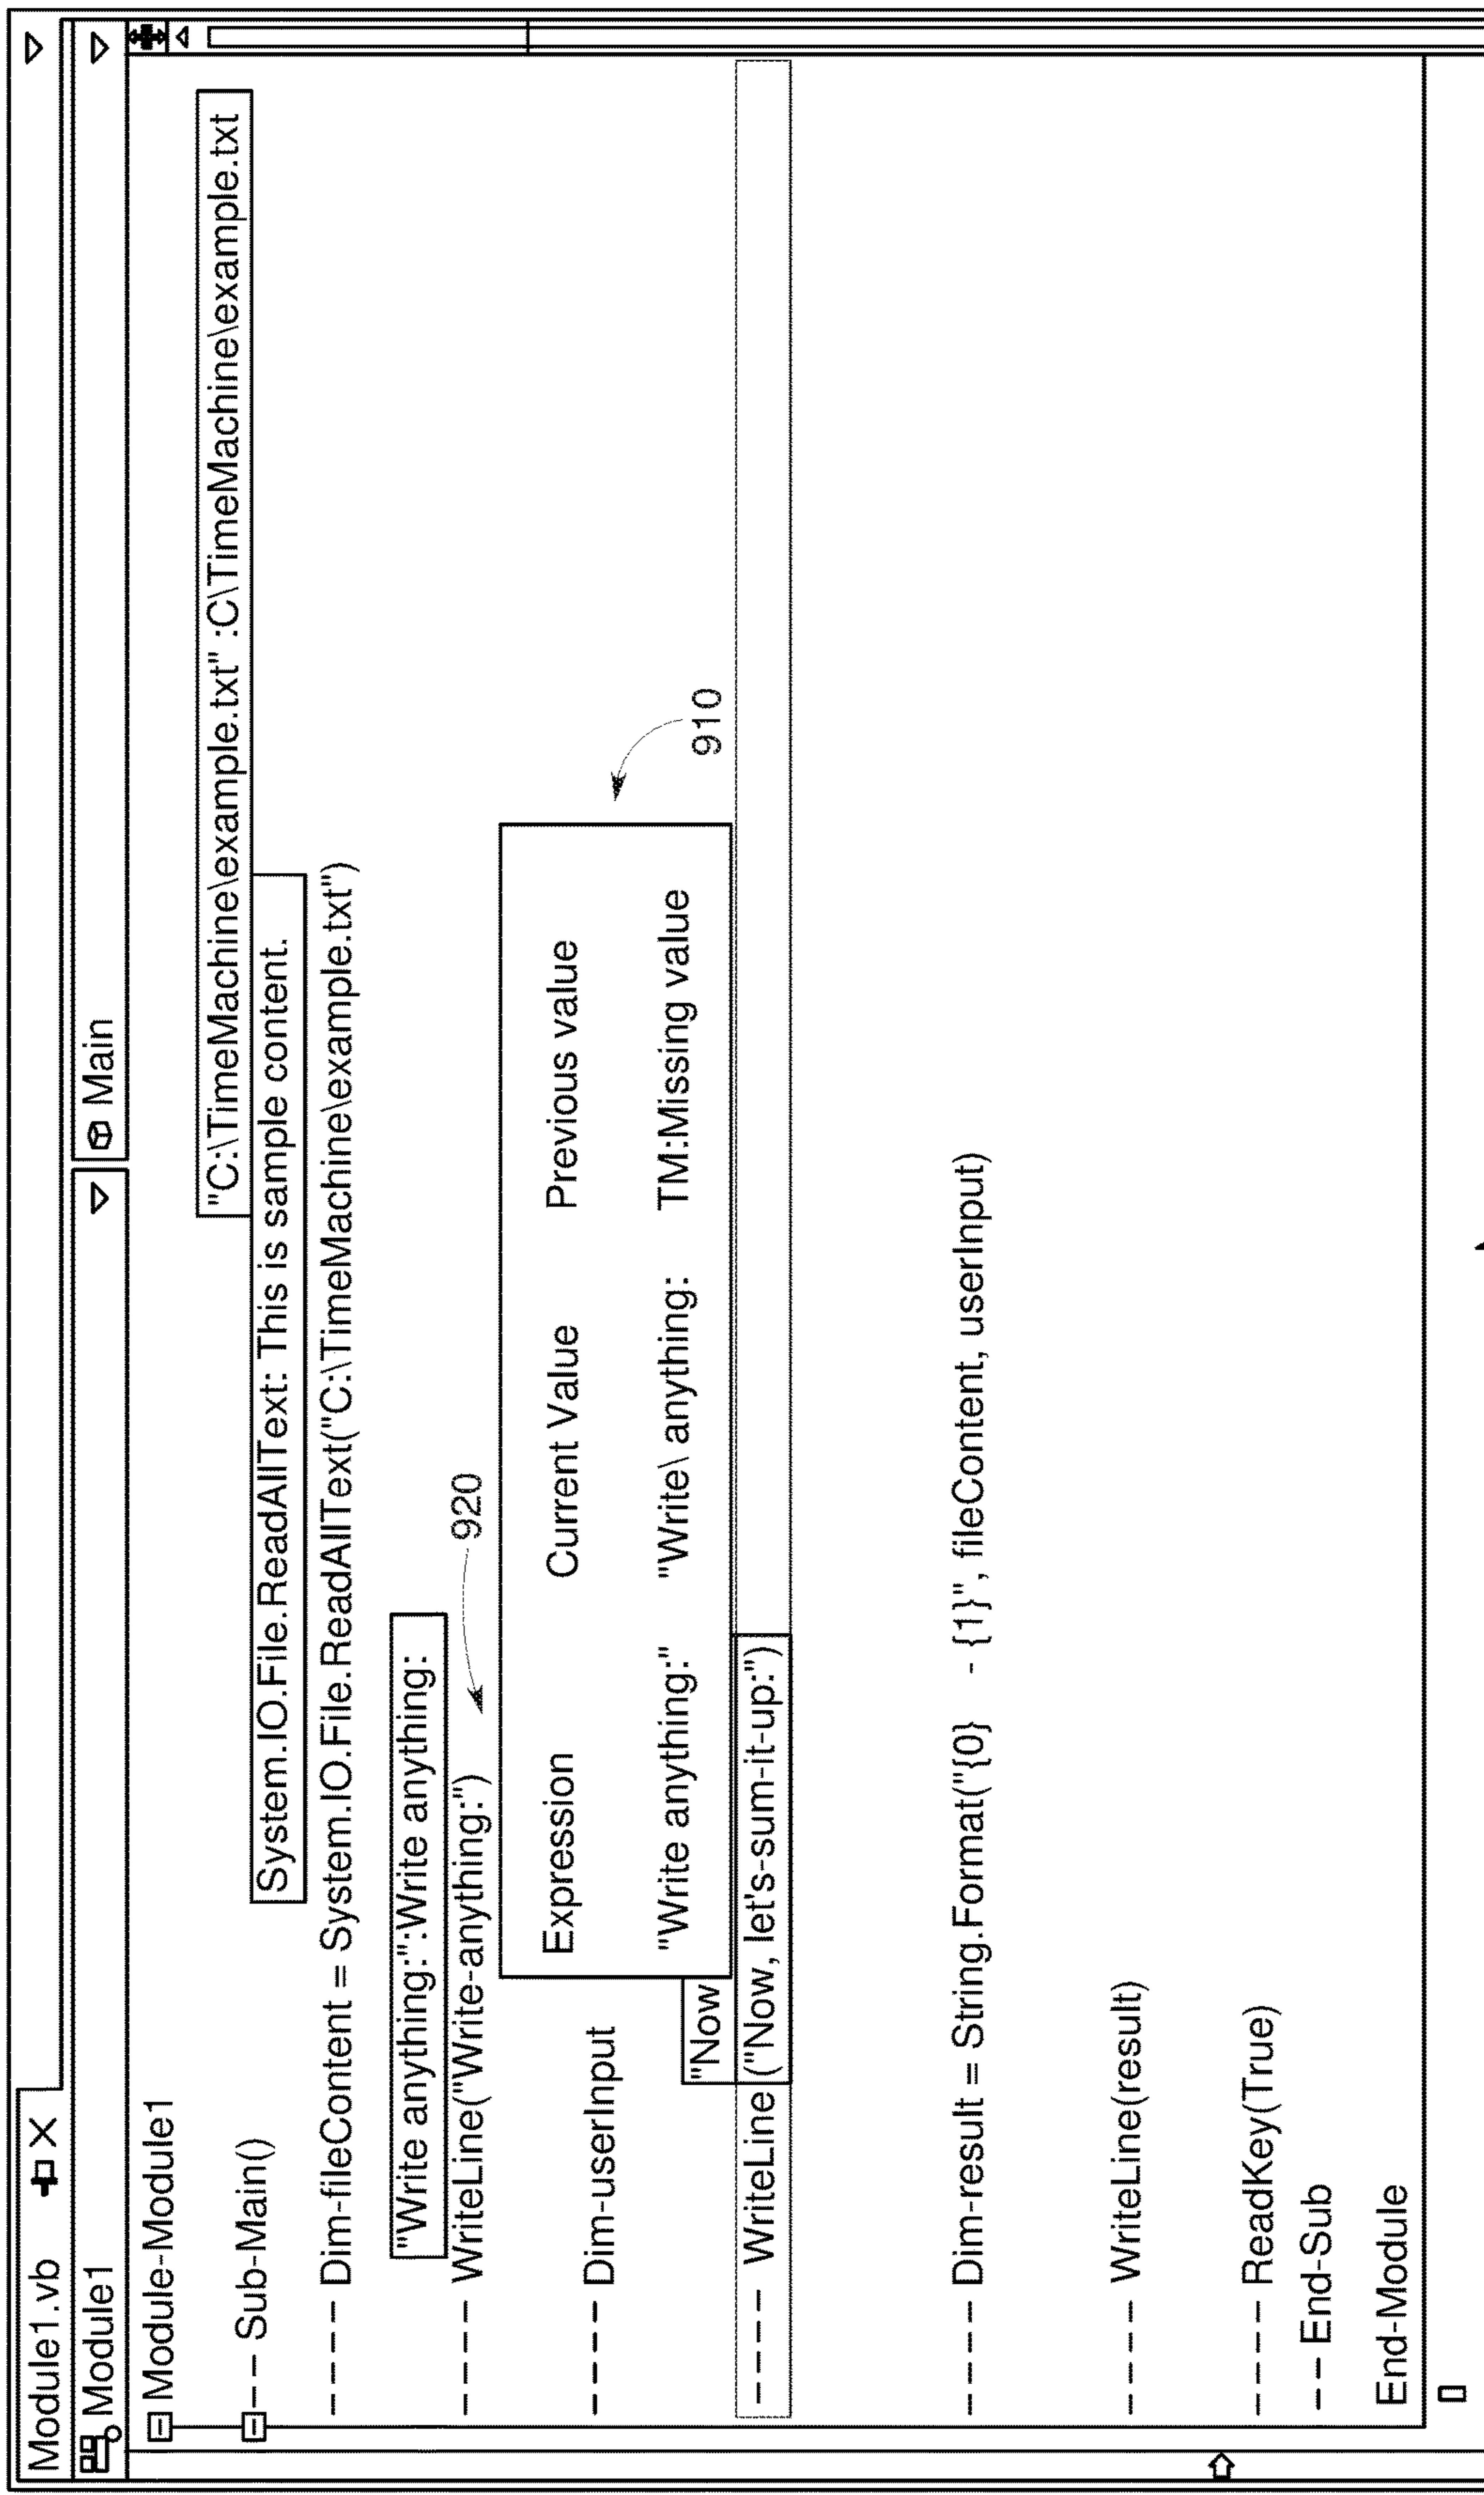 Module1.vb
Module1
Main
Module-Module1
"C:\TimeMachine\example.txt" :C\TimeMachine\example.txt
Sub-Main()
System.IO.File.ReadAllText: This is sample content.
Dim-fileContent = System.IO.File.ReadAllText("C:\TimeMachine\example.txt")
"Write anything:":Write anything:
WriteLine("Write-anything:")
920
Expression Current Value Previous value
Dim-userInput
"Write anything:" "Write\ anything: TM:Missing value
910
"Now
WriteLine ("Now, let's-sum-it-up:")
Dim-result = String.Format("{0} - {1}", fileContent, userInput)
WriteLine(result)
ReadKey(True)
End-Sub
End-Module